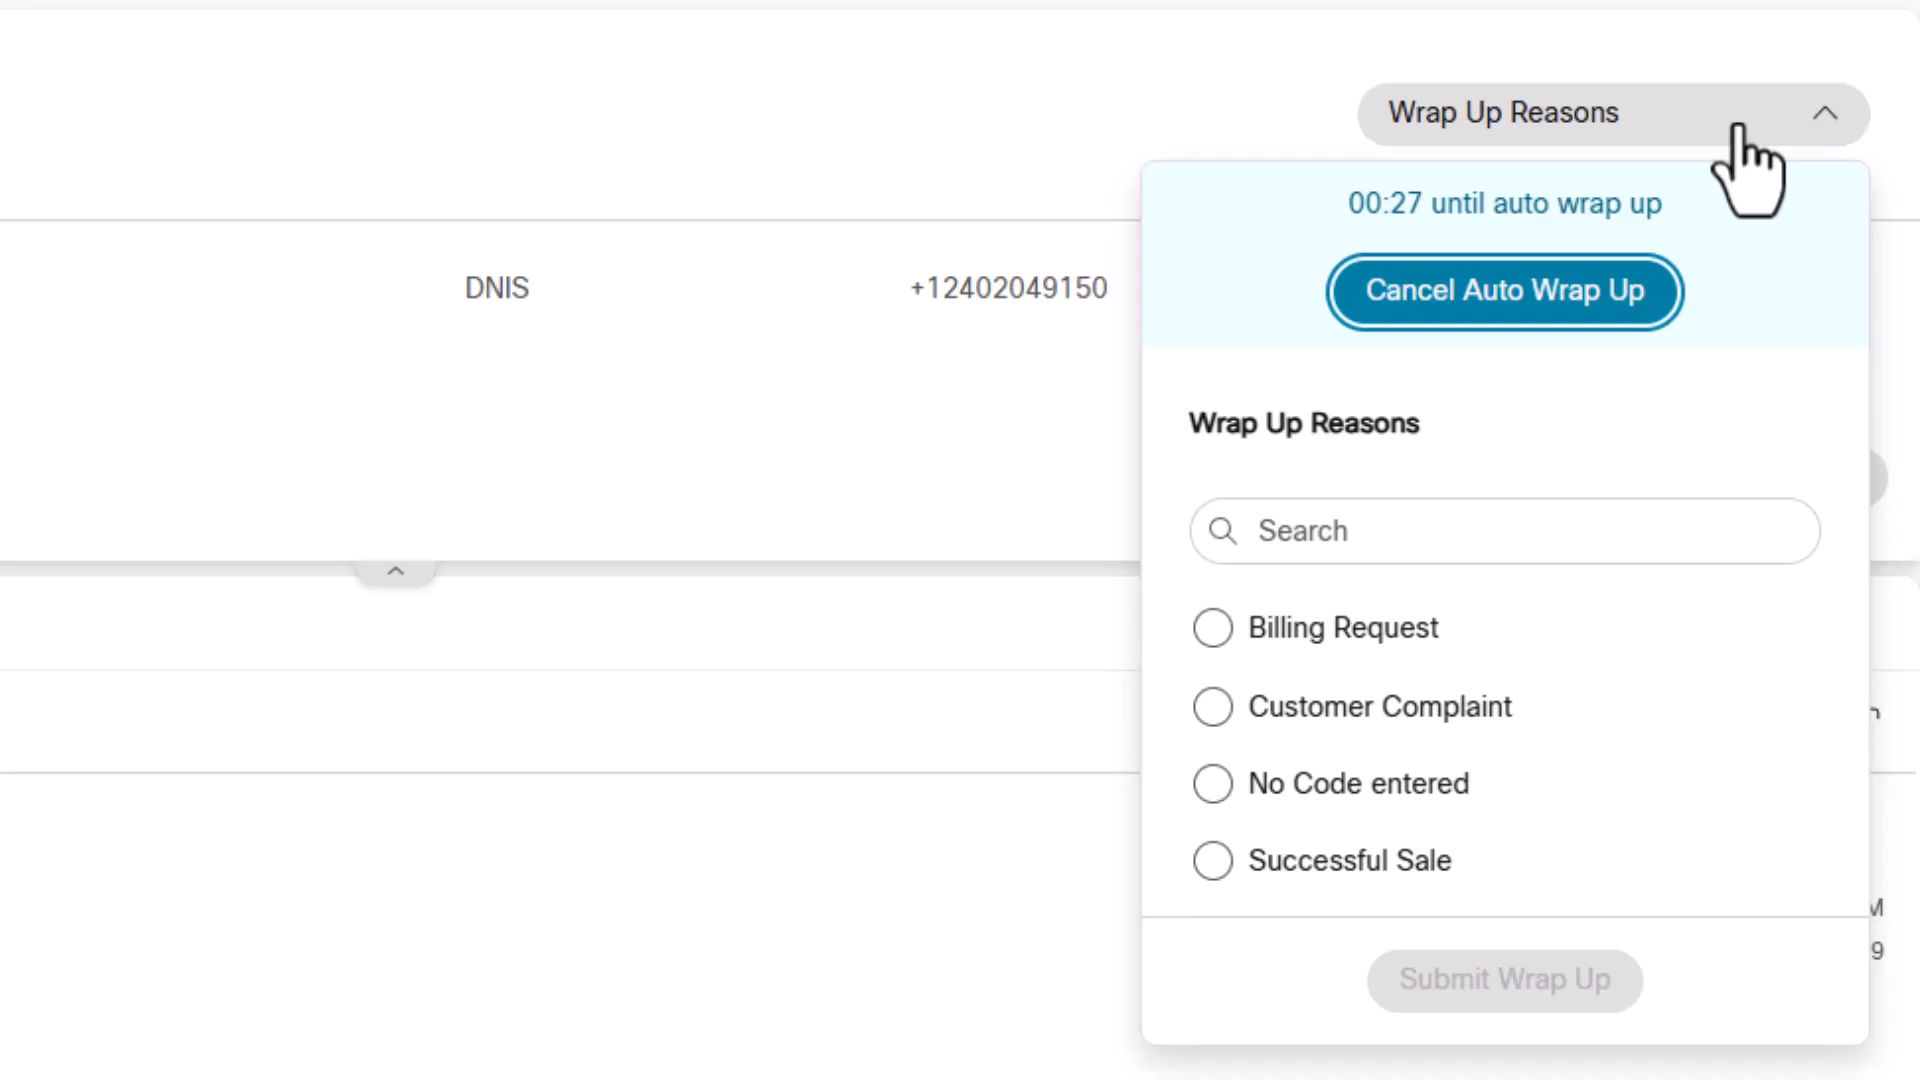 Wrap Up Reasons
00:27 until auto wrap up
DNIS
+12402049150
Cancel Auto Wrap Up
Wrap Up Reasons
Search
Billing Request
Customer Complaint
No Code entered
Successful Sale
M
9
Submit Wrap Up